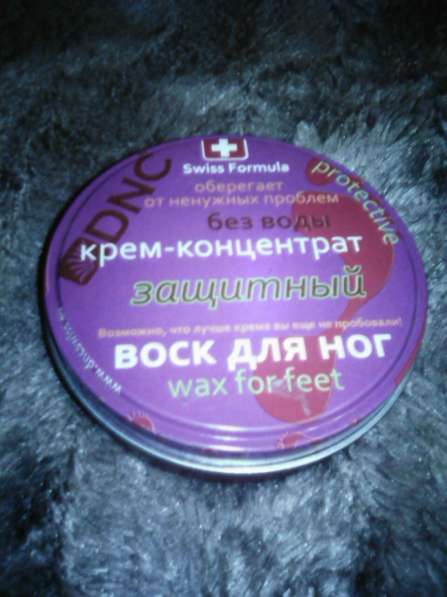 DNC
Swiss Formula
оберегает
от ненужных проблем
protective
без воды
крем-концентрат
защитный
Возможно, что лучше крема вы еще не пробовали!
ВОСК ДЛЯ НОГ
wax for feet